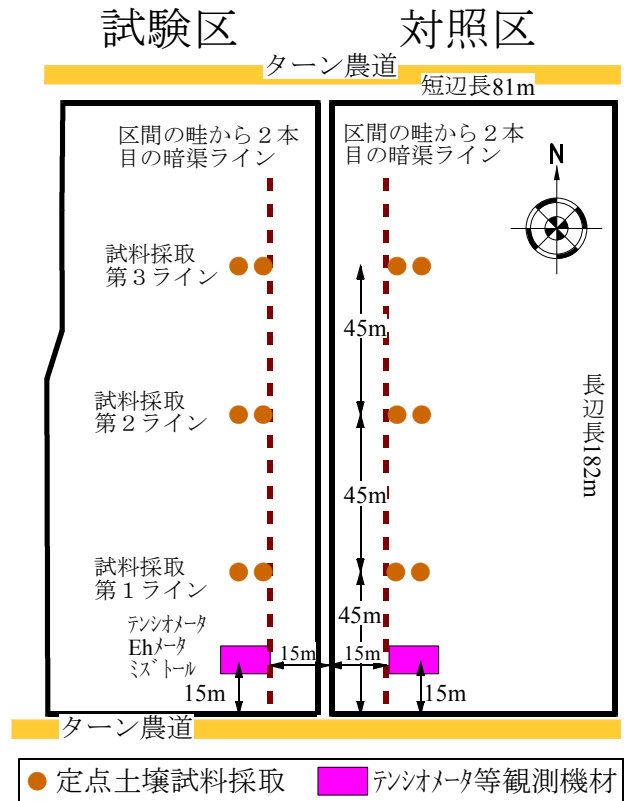 試験区
対照区
ターン農道
短辺長81m
区間の畦から２本
目の暗渠ライン
区間の畦から２本
目の暗渠ライン
N
試料採取
第３ライン
45m
試料採取
第２ライン
長辺長182m
45m
試料採取
第１ライン
45m
ﾃﾝｼｵﾒｰﾀ
Ehﾒｰﾀ
ﾐｽﾞﾄｰﾙ
15m
15m
15m
15m
ターン農道
定点土壌試料採取
ﾃﾝｼｵﾒｰﾀ等観測機材